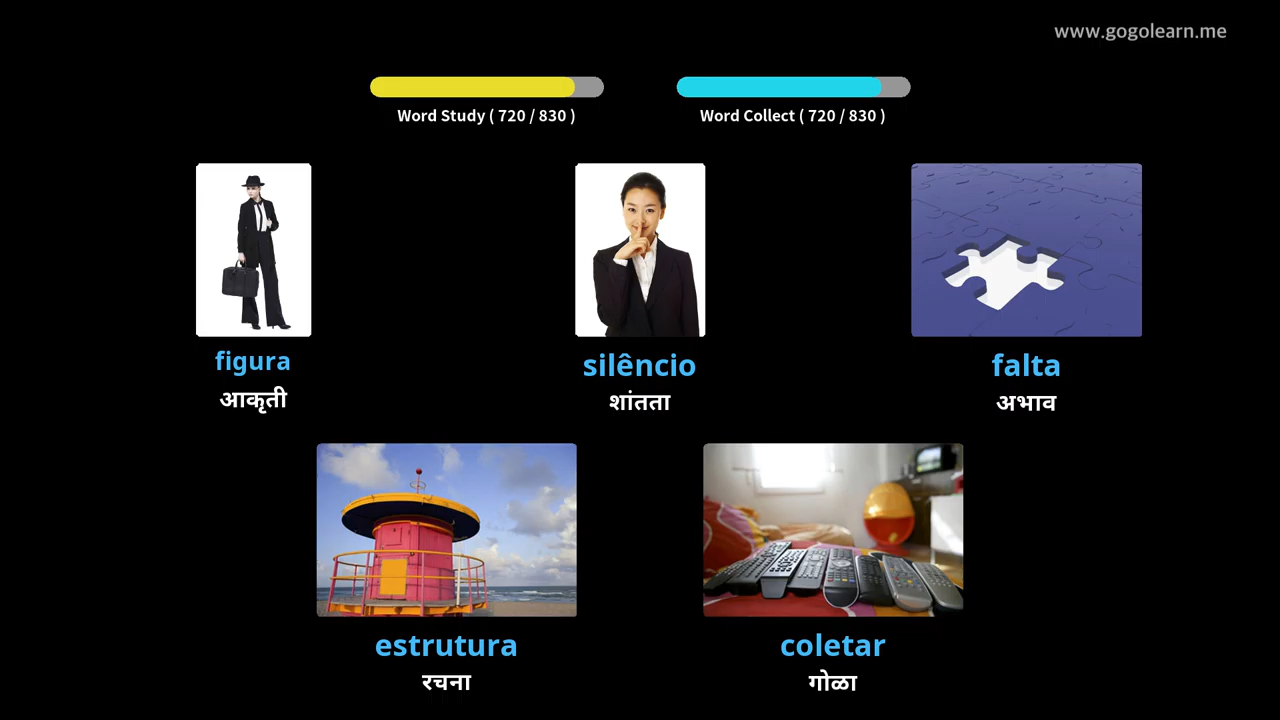 www.gogolearn.me
Word Study ( 720 / 830 )
Word Collect ( 720 / 830 )
figura
आकृती
silêncio
शांतता
falta
अभाव
estrutura
रचना
coletar
गोळा